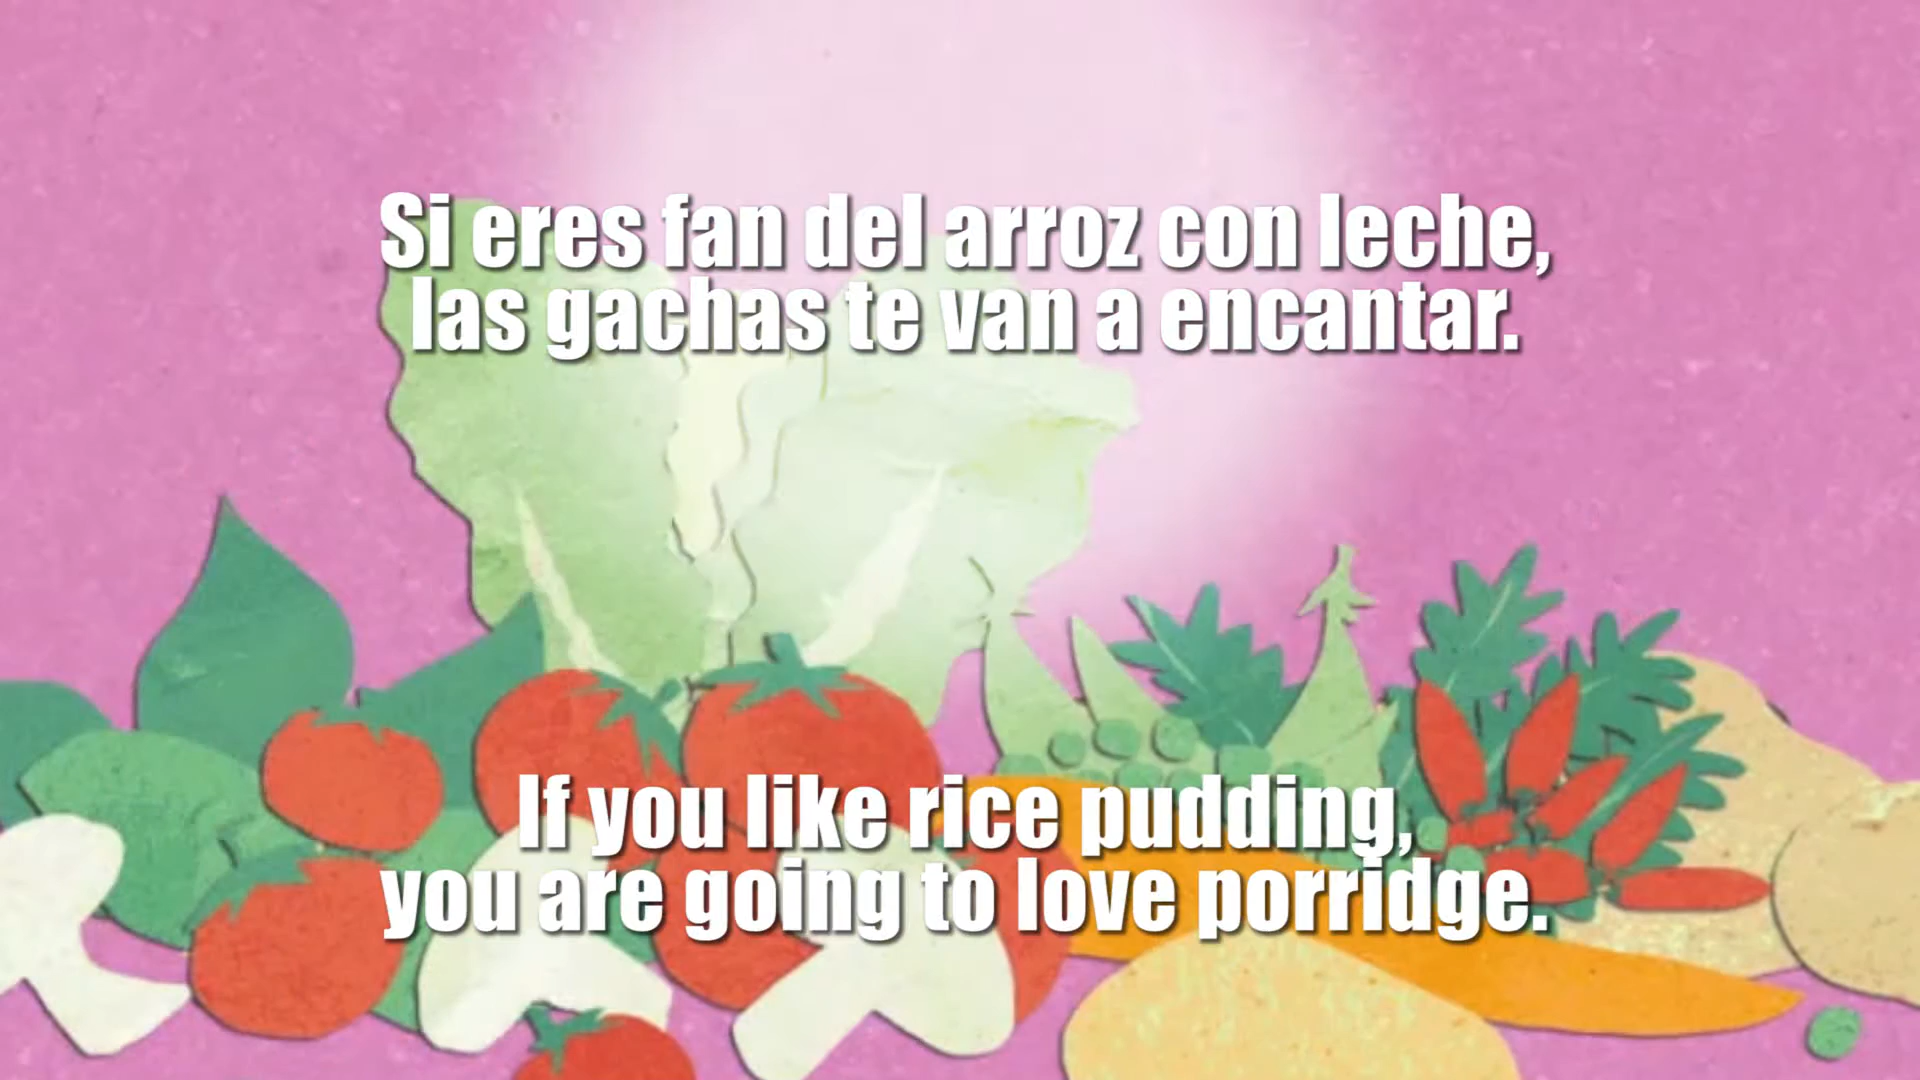 Si eres fan del arroz con leche,
las gachas te van a encantar.
If you like rice pudding,
you are going to love porridge.